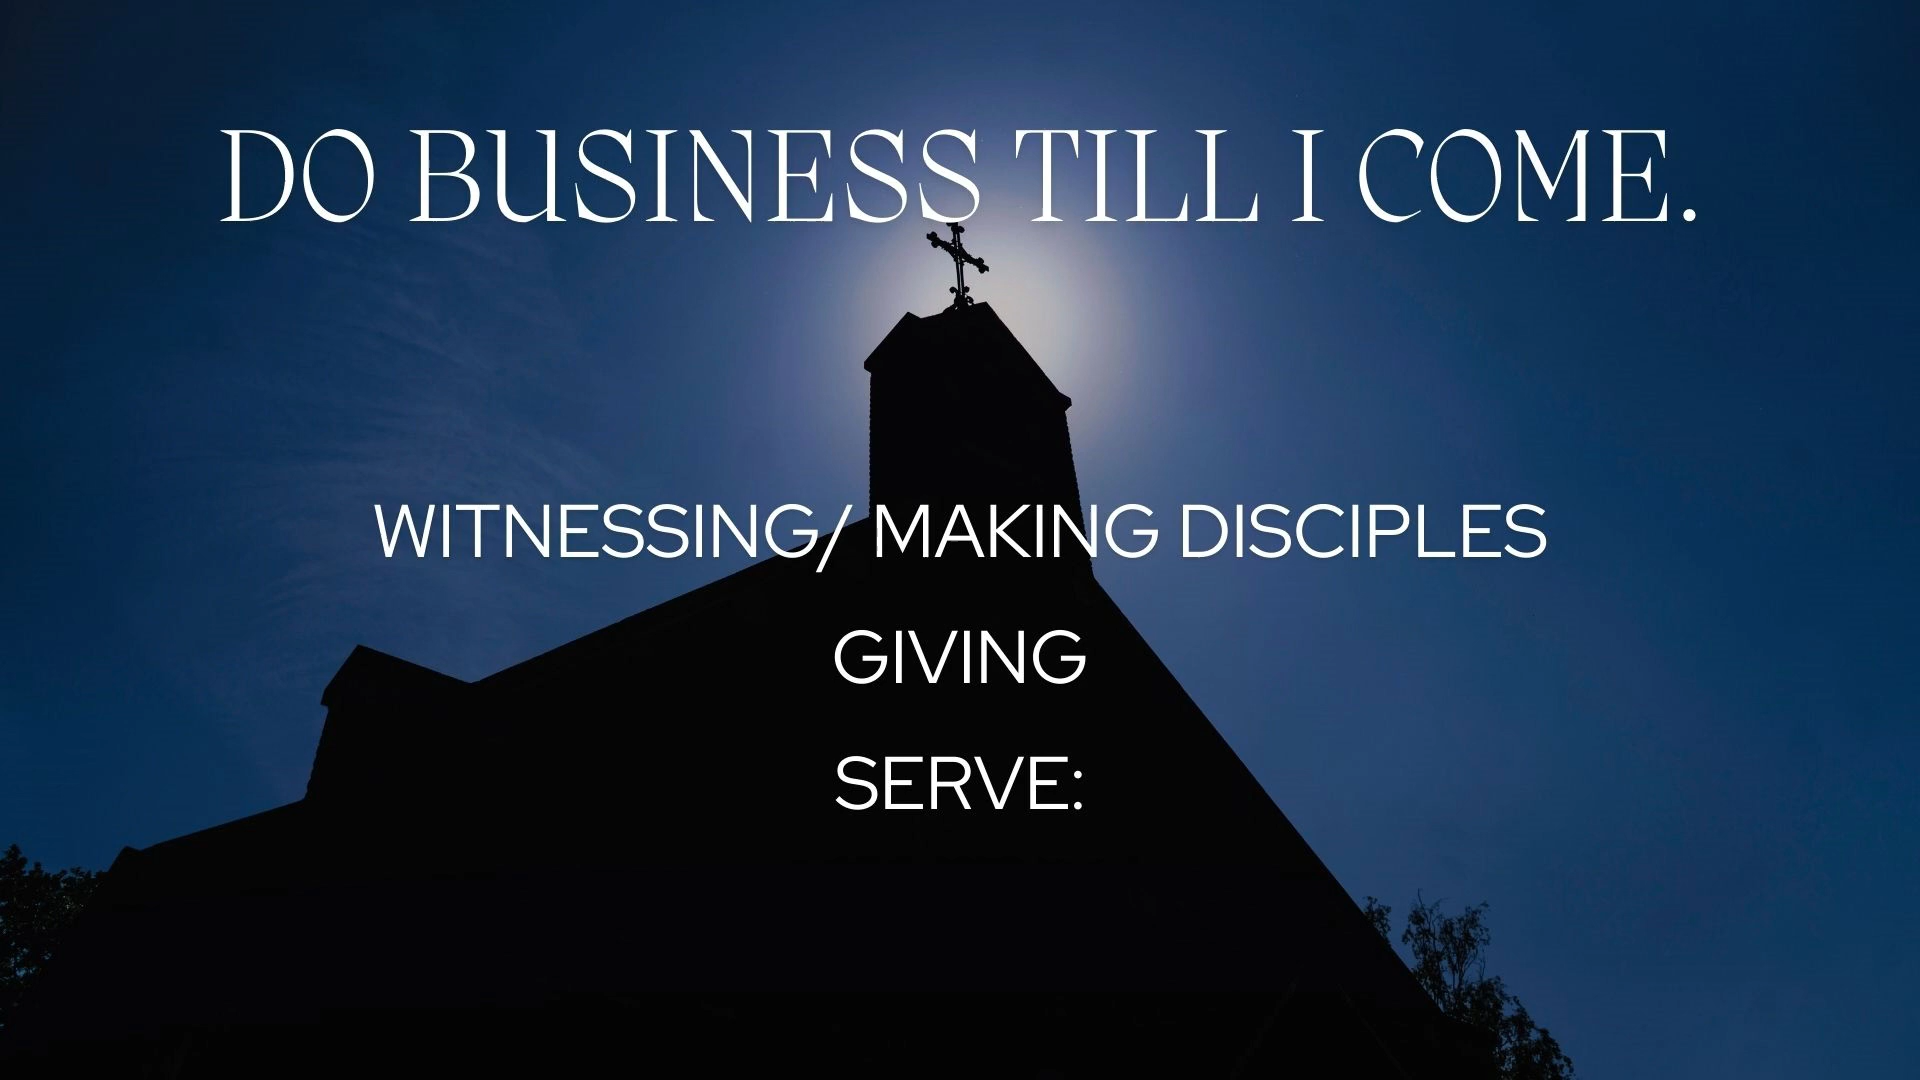 DO BUSINESS TILL I COME.
WITNESSING/ MAKING DISCIPLES
GIVING
SERVE: